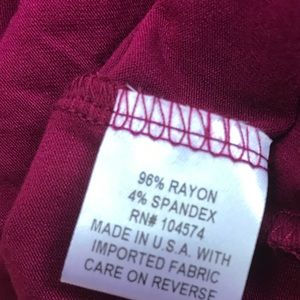 96% RAYON
4% SPANDEX
RN# 104574
MADE IN U.S.A. WITH
IMPORTED FABRIC
CARE ON REVERSE